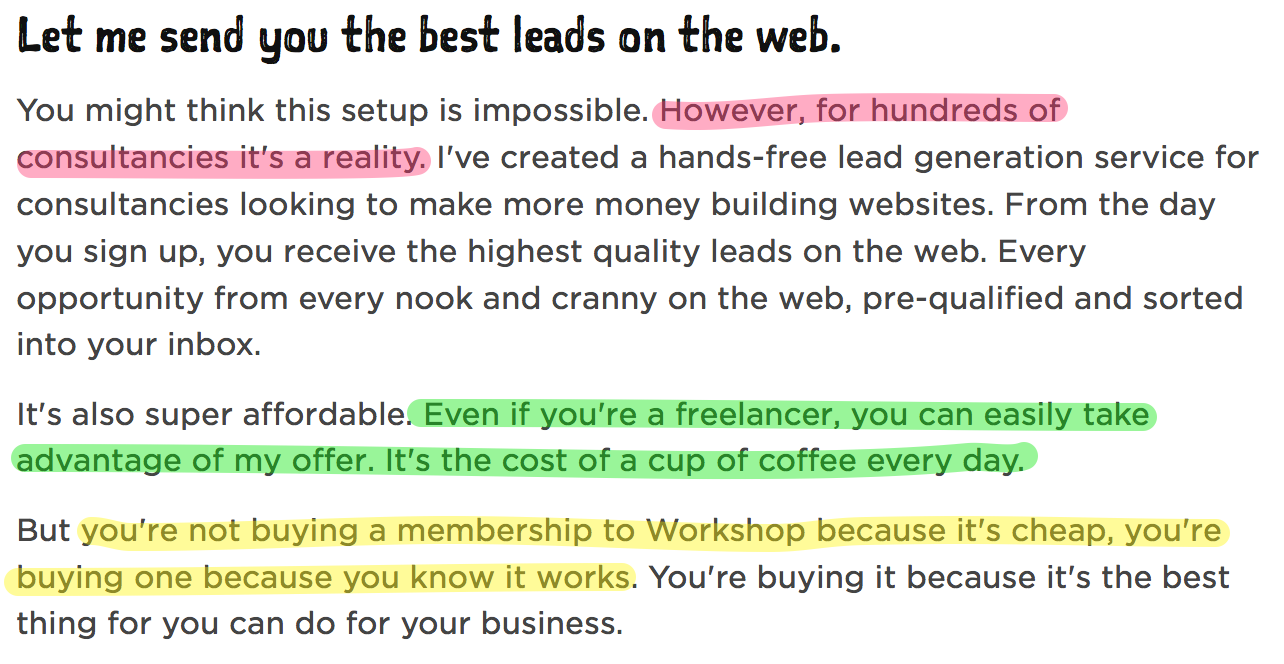 Let me send you the best leads on the web.
You might think this setup is impossible. However, for hundreds of
consultancies it's a reality. I've created a hands-free lead generation service for
consultancies looking to make more money building websites. From the day
you sign up, you receive the highest quality leads on the web. Every
opportunity from every nook and cranny on the web, pre-qualified and sorted
into your inbox.
It's also super affordable. Even if you're a freelancer, you can easily take
advantage of my offer. It's the cost of a cup of coffee every day.
But you're not buying a membership to Workshop because it's cheap, you're
buying one because you know it works. You're buying it because it's the best
thing for you can do for your business.